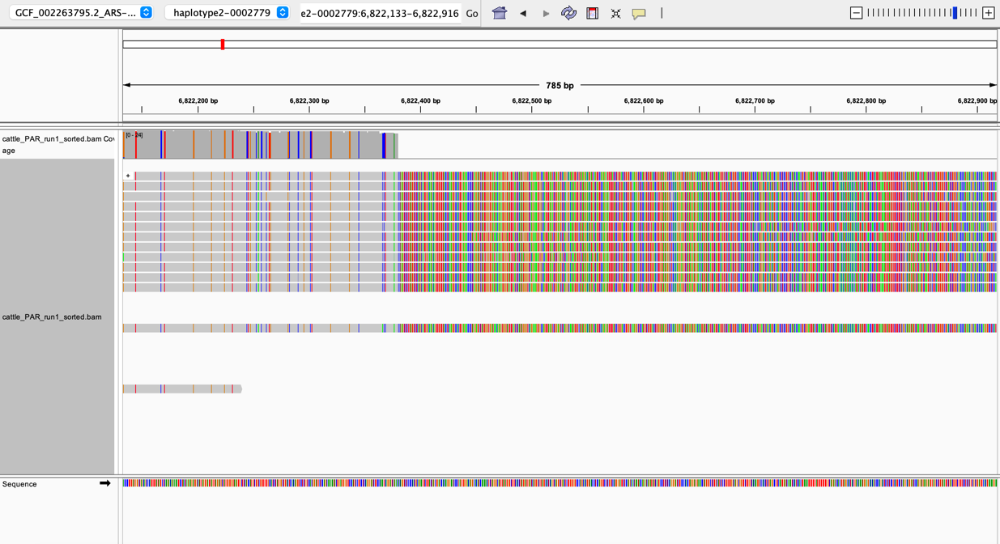 GCF_002263795.2_ARS-... haplotype2-0002779 e2-0002779:6,822,133-6,822,916 Go
785 bp
6,822,200 bp 6,822,300 bp 6,822,400 bp 6,822,500 bp 6,822,600 bp 6,822,700 bp 6,822,800 bp 6,822,900 bp
[0 - 24]
cattle_PAR_run1_sorted.bam Cov
age
cattle_PAR_run1_sorted.bam
Sequence